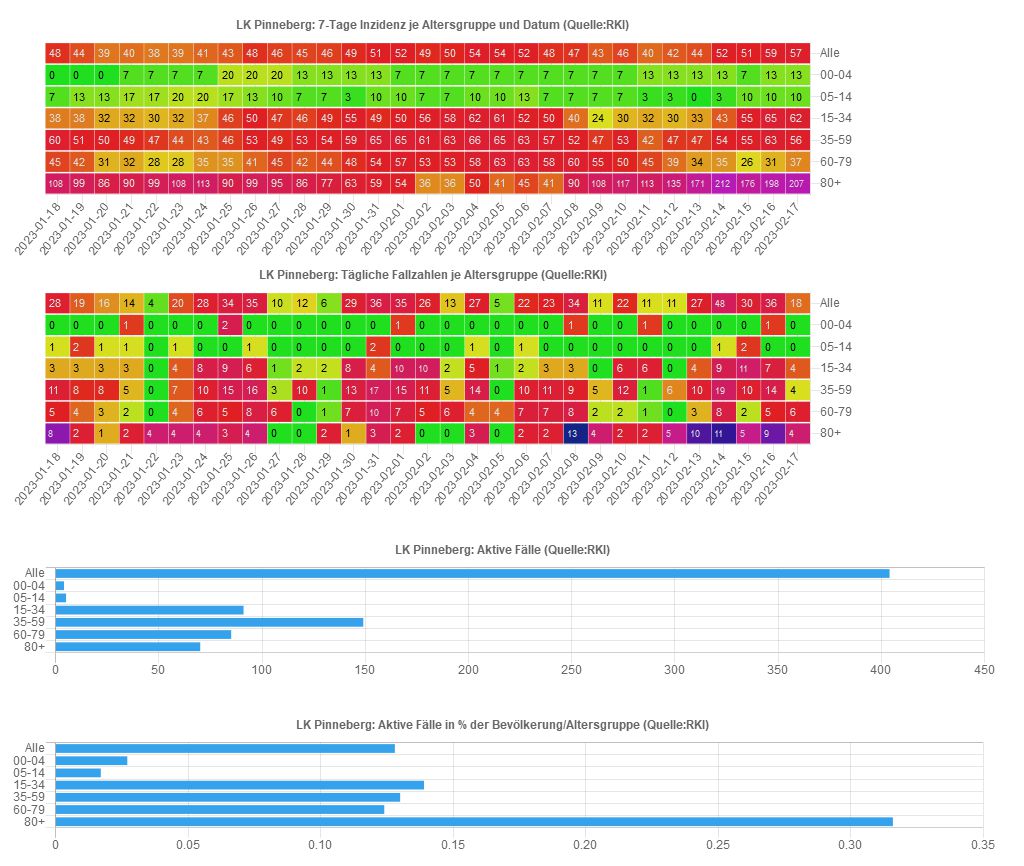 LK Pinneberg: 7-Tage Inzidenz je Altersgruppe und Datum (Quelle:RKI)
48 44 39 40 38 39 41 43 48 46 45 46 49 51 52 49 50 54 54 52 48 47 43 46 40 42 44 52 51 59 57 Alle
0 0 0 7 7 7 7 20 20 20 13 13 13 13 7 7 7 7 7 7 7 7 7 7 13 13 13 13 7 13 13 00-04
7 13 13 17 17 20 20 17 13 10 7 7 3 10 10 7 7 10 10 13 7 7 7 7 3 3 0 3 10 10 10 05-14
38 38 32 32 30 32 37 46 50 47 46 55 49 50 56 58 62 61 52 50 40 24 30 32 30 33 43 55 65 62 15-34
60 51 50 49 47 44 43 46 53 49 53 54 59 65 65 61 63 66 65 63 57 52 47 53 42 47 47 54 55 63 56 35-59
45 42 31 32 28 28 35 35 41 45 42 44 48 54 57 53 53 58 63 63 58 60 55 50 45 39 34 35 26 31 37 60-79
108 99 86 90 99 108 113 90 99 95 86 77 63 59 54 36 36 50 41 45 41 90 108 117 113 135 171 212 176 198 207 80+
2023-01-18 2023-01-19 2023-01-20 2023-01-21 2023-01-22 2023-01-23 2023-01-24 2023-01-25 2023-01-26 2023-01-27 2023-01-28 2023-01-29 2023-01-30 2023-01-31 2023-02-01 2023-02-02 2023-02-03 2023-02-04 2023-02-05 2023-02-06 2023-02-07 2023-02-08 2023-02-09 2023-02-10 2023-02-11 2023-02-12 2023-02-13 2023-02-14 2023-02-15 2023-02-16 2023-02-17
LK Pinneberg: Tägliche Fallzahlen je Altersgruppe (Quelle:RKI)
28 19 16 14 4 20 28 34 35 10 12 6 29 36 35 26 13 27 5 22 23 34 11 22 11 11 27 48 30 36 18 Alle
0 0 0 1 0 0 0 2 0 0 0 0 0 0 1 0 0 0 0 0 0 1 0 0 1 0 0 0 0 1 0 00-04
1 2 1 1 0 1 0 0 1 0 0 0 0 2 0 0 0 1 0 1 0 0 0 0 0 0 0 1 2 0 0 05-14
3 3 3 3 0 4 8 9 6 1 2 2 8 4 10 10 2 5 1 2 3 3 0 6 6 0 4 9 11 7 4 15-34
11 8 8 5 0 7 10 15 16 3 10 1 13 17 15 11 5 14 0 10 11 9 5 12 1 6 10 19 10 14 4 35-59
5 4 3 2 0 4 6 5 8 6 0 1 7 10 7 5 6 4 4 7 7 8 2 2 1 0 3 8 2 5 6 60-79
8 2 1 2 4 4 4 3 4 0 0 2 1 3 2 0 0 3 0 2 2 13 4 2 2 5 10 11 5 9 4 80+
2023-01-18 2023-01-19 2023-01-20 2023-01-21 2023-01-22 2023-01-23 2023-01-24 2023-01-25 2023-01-26 2023-01-27 2023-01-28 2023-01-29 2023-01-30 2023-01-31 2023-02-01 2023-02-02 2023-02-03 2023-02-04 2023-02-05 2023-02-06 2023-02-07 2023-02-08 2023-02-09 2023-02-10 2023-02-11 2023-02-12 2023-02-13 2023-02-14 2023-02-15 2023-02-16 2023-02-17
LK Pinneberg: Aktive Fälle (Quelle:RKI)
Alle
00-04
05-14
15-34
35-59
60-79
80+
0 50 100 150 200 250 300 350 400 450
LK Pinneberg: Aktive Fälle in % der Bevölkerung/Altersgruppe (Quelle:RKI)
Alle
00-04
05-14
15-34
35-59
60-79
80+
0 0.05 0.10 0.15 0.20 0.25 0.30 0.35